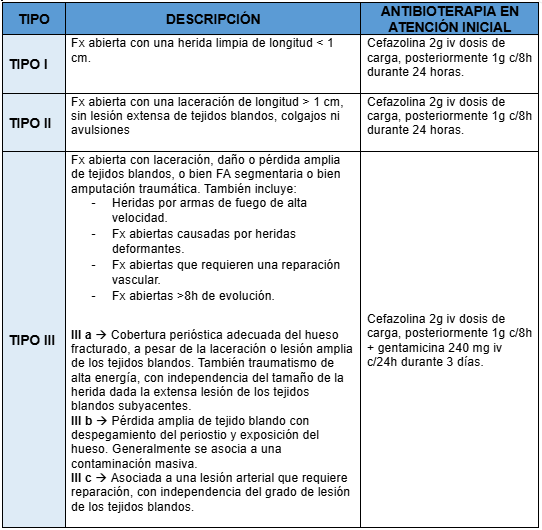 TIPO
DESCRIPCIÓN
ANTIBIOTERAPIA EN
ATENCIÓN INICIAL
TIPO I
Fx abierta con una herida limpia de longitud < 1
cm.
Cefazolina 2g iv dosis de
carga, posteriormente 1g c/8h
durante 24 horas.
TIPO II
Fx abierta con una laceración de longitud > 1 cm,
sin lesión extensa de tejidos blandos, colgajos ni
avulsiones
Cefazolina 2g iv dosis de
carga, posteriormente 1g c/8h
durante 24 horas.
TIPO III
Fx abierta con laceración, daño o pérdida amplia
de tejidos blandos, o bien FA segmentaria o bien
amputación traumática. También incluye:
- Heridas por armas de fuego de alta
velocidad.
- Fx abiertas causadas por heridas
deformantes.
- Fx abiertas que requieren una reparación
vascular.
- Fx abiertas >8h de evolución.
III a → Cobertura perióstica adecuada del hueso
fracturado, a pesar de la laceración o lesión amplia
de los tejidos blandos. También traumatismo de
alta energía, con independencia del tamaño de la
herida dada la extensa lesión de los tejidos
blandos subyacentes.
III b → Pérdida amplia de tejido blando con
despegamiento del periostio y exposición del
hueso. Generalmente se asocia a una
contaminación masiva.
III c → Asociada a una lesión arterial que requiere
reparación, con independencia del grado de lesión
de los tejidos blandos.
Cefazolina 2g iv dosis de
carga, posteriormente 1g c/8h
+ gentamicina 240 mg iv
c/24h durante 3 días.